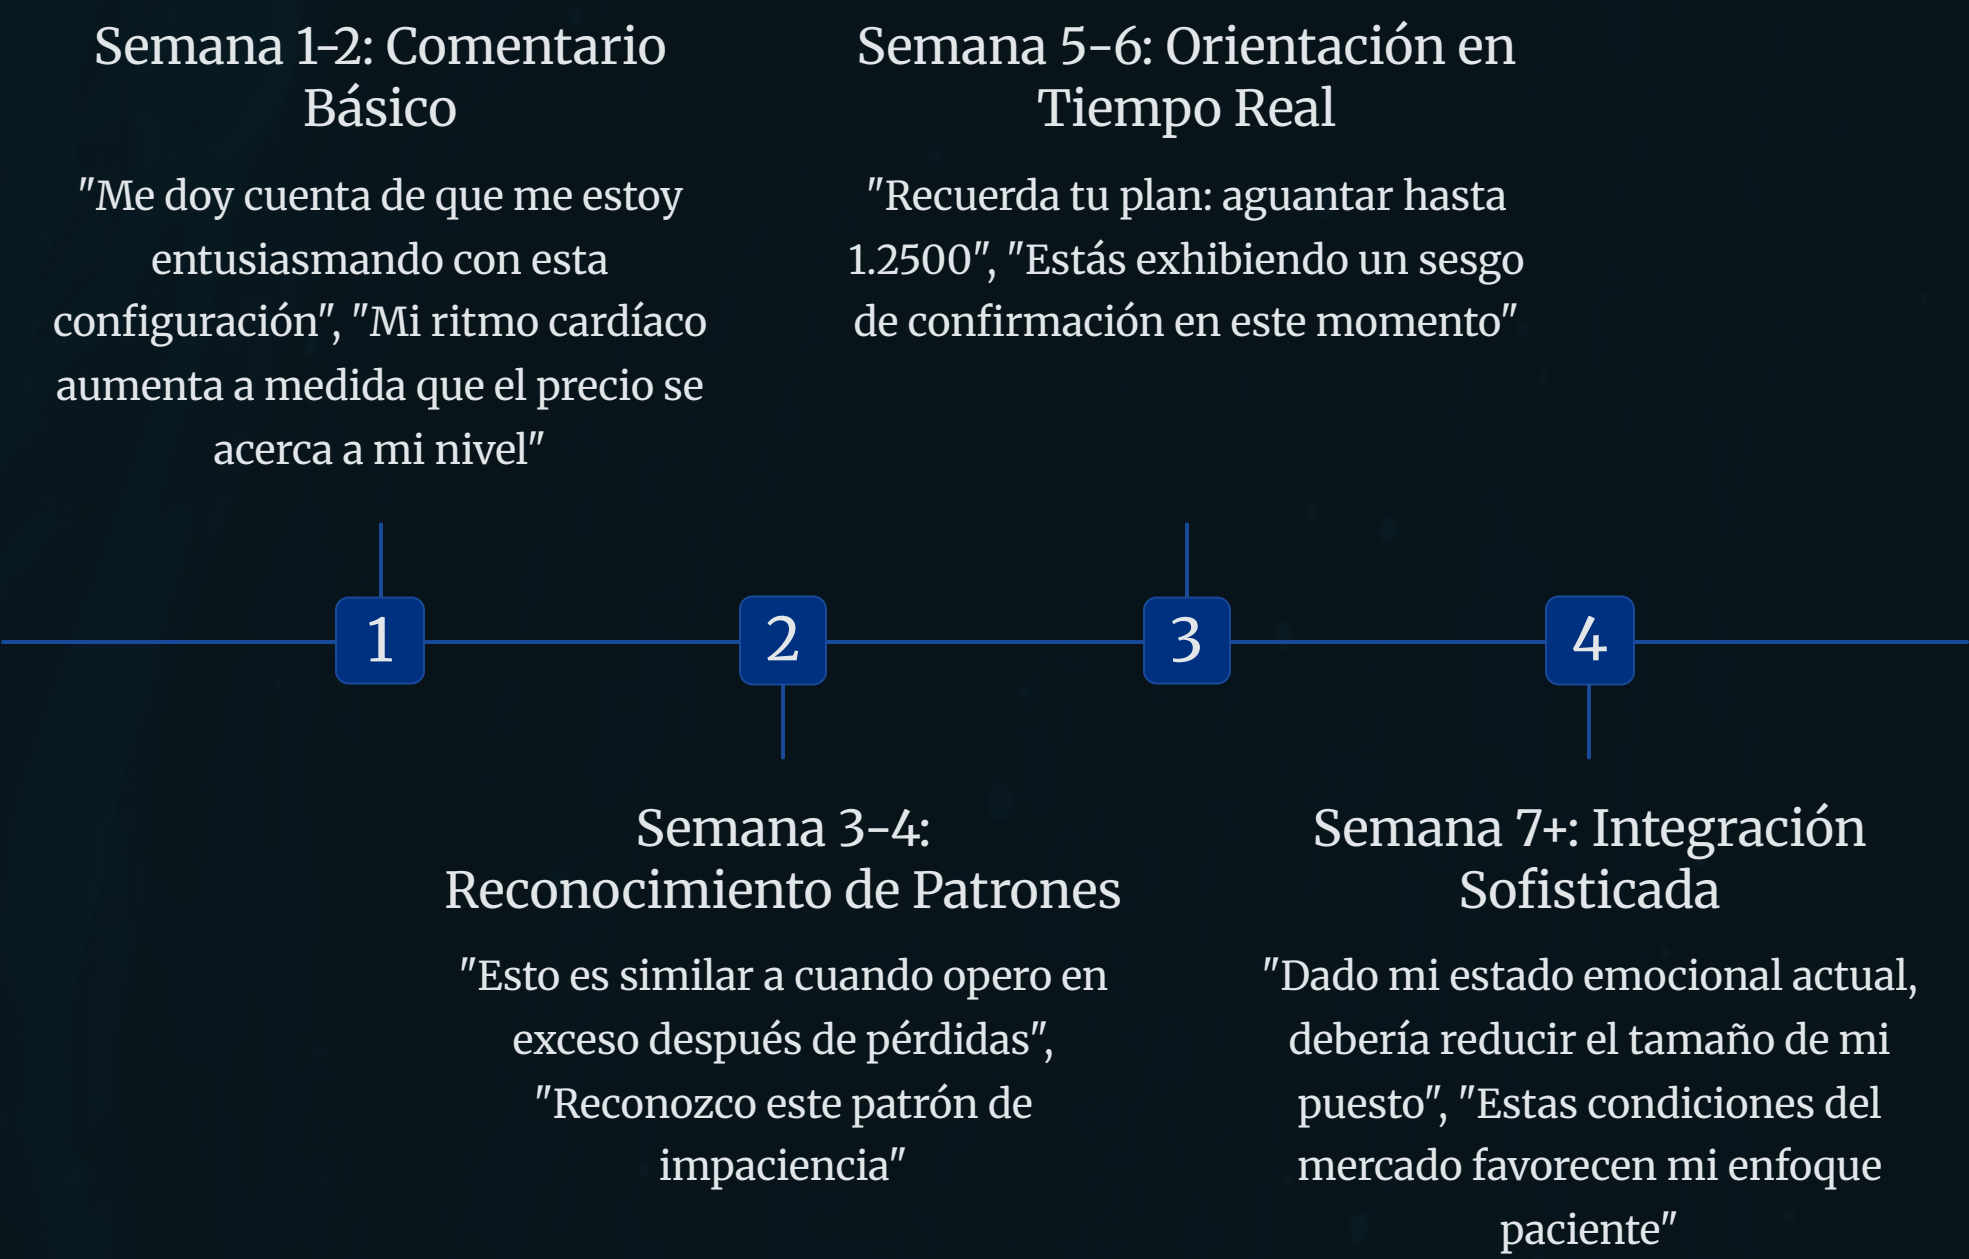 Semana 1-2: Comentario
Básico
"Me doy cuenta de que me estoy
entusiasmando con esta
configuración", "Mi ritmo cardíaco
aumenta a medida que el precio se
acerca a mi nivel"
Semana 5-6: Orientación en
Tiempo Real
"Recuerda tu plan: aguantar hasta
1.2500", "Estás exhibiendo un sesgo
de confirmación en este momento"
1
2
3
4
Semana 3-4:
Reconocimiento de Patrones
"Esto es similar a cuando opero en
exceso después de pérdidas",
"Reconozco este patrón de
impaciencia"
Semana 7+: Integración
Sofisticada
"Dado mi estado emocional actual,
debería reducir el tamaño de mi
puesto", "Estas condiciones del
mercado favorecen mi enfoque
paciente"